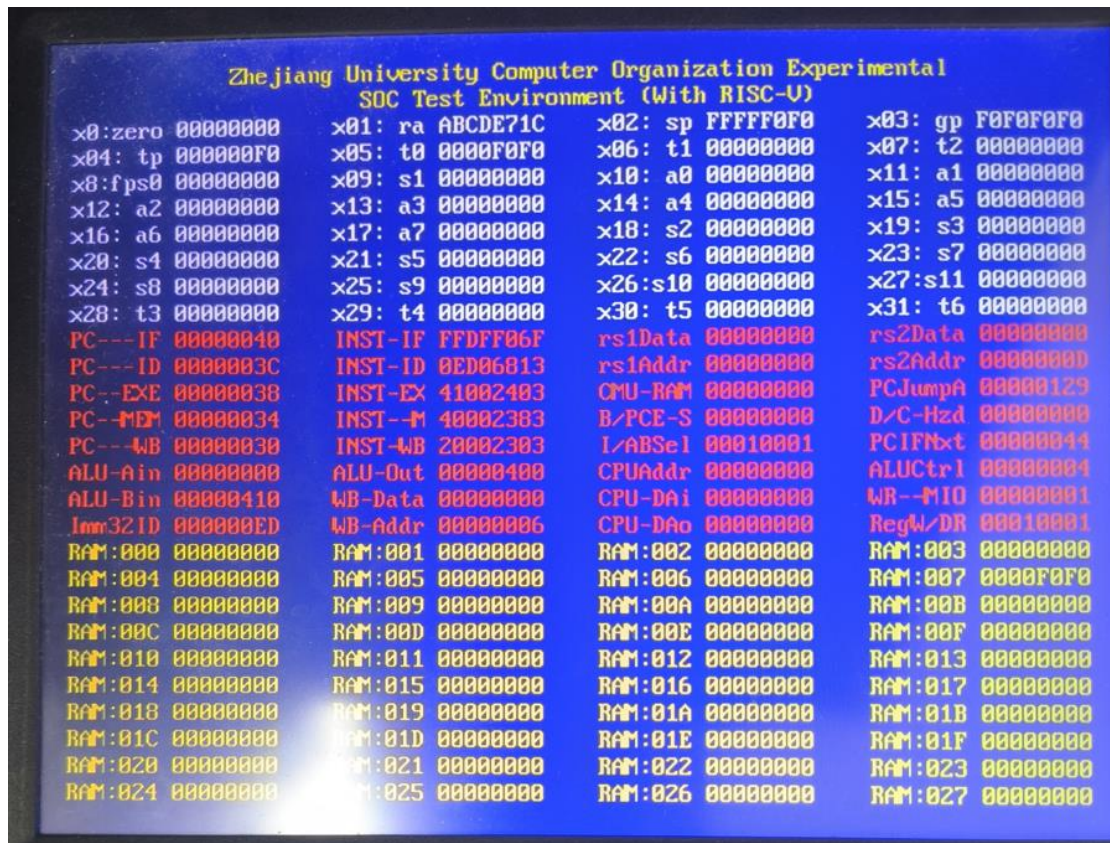 Zhejiang University Computer Organization Experimental
SOC Test Environment (With RISC-V)
x0:zero 00000000 x01: ra ABCDE71C x02: sp FFFFF0F0 x03: gp F0F0F0F0
x04: tp 000000F0 x05: t0 0000F0F0 x06: t1 00000000 x07: t2 00000000
x8:fps0 00000000 x09: s1 00000000 x10: a0 00000000 x11: a1 00000000
x12: a2 00000000 x13: a3 00000000 x14: a4 00000000 x15: a5 00000000
x16: a6 00000000 x17: a7 00000000 x18: s2 00000000 x19: s3 00000000
x20: s4 00000000 x21: s5 00000000 x22: s6 00000000 x23: s7 00000000
x24: s8 00000000 x25: s9 00000000 x26:s10 00000000 x27:s11 00000000
x28: t3 00000000 x29: t4 00000000 x30: t5 00000000 x31: t6 00000000
PC---IF 00000040 INST-IF FFDFF06F rs1Data 00000000 rs2Data 00000000
PC---ID 0000003C INST-ID 0ED06813 rs1Addr 00000000 rs2Addr 0000000D
PC--EXE 00000038 INST-EX 41002403 CMU-RAM 00000000 PCJumpA 00000129
PC--MEM 00000034 INST--M 40002383 B/PCE-S 00000000 D/C-Hzd 00000000
PC---WB 00000030 INST-WB 20002303 I/ABSel 00010001 PCIFNxt 00000044
ALU-Ain 00000000 ALU-Out 00000400 CPUAddr 00000000 ALUCtrl 00000004
ALU-Bin 00000410 WB-Data 00000000 CPU-DAi 00000000 WR--MIO 00000001
Imm32ID 000000ED WB-Addr 00000006 CPU-DAo 00000000 RegW/DR 00010001
RAM:000 00000000 RAM:001 00000000 RAM:002 00000000 RAM:003 00000000
RAM:004 00000000 RAM:005 00000000 RAM:006 00000000 RAM:007 0000F0F0
RAM:008 00000000 RAM:009 00000000 RAM:00A 00000000 RAM:00B 00000000
RAM:00C 00000000 RAM:00D 00000000 RAM:00E 00000000 RAM:00F 00000000
RAM:010 00000000 RAM:011 00000000 RAM:012 00000000 RAM:013 00000000
RAM:014 00000000 RAM:015 00000000 RAM:016 00000000 RAM:017 00000000
RAM:018 00000000 RAM:019 00000000 RAM:01A 00000000 RAM:01B 00000000
RAM:01C 00000000 RAM:01D 00000000 RAM:01E 00000000 RAM:01F 00000000
RAM:020 00000000 :021 00000000 RAM:022 00000000 RAM:023 00000000
RAM:024 00000000 :025 00000000 RAM:026 00000000 RAM:027 00000000